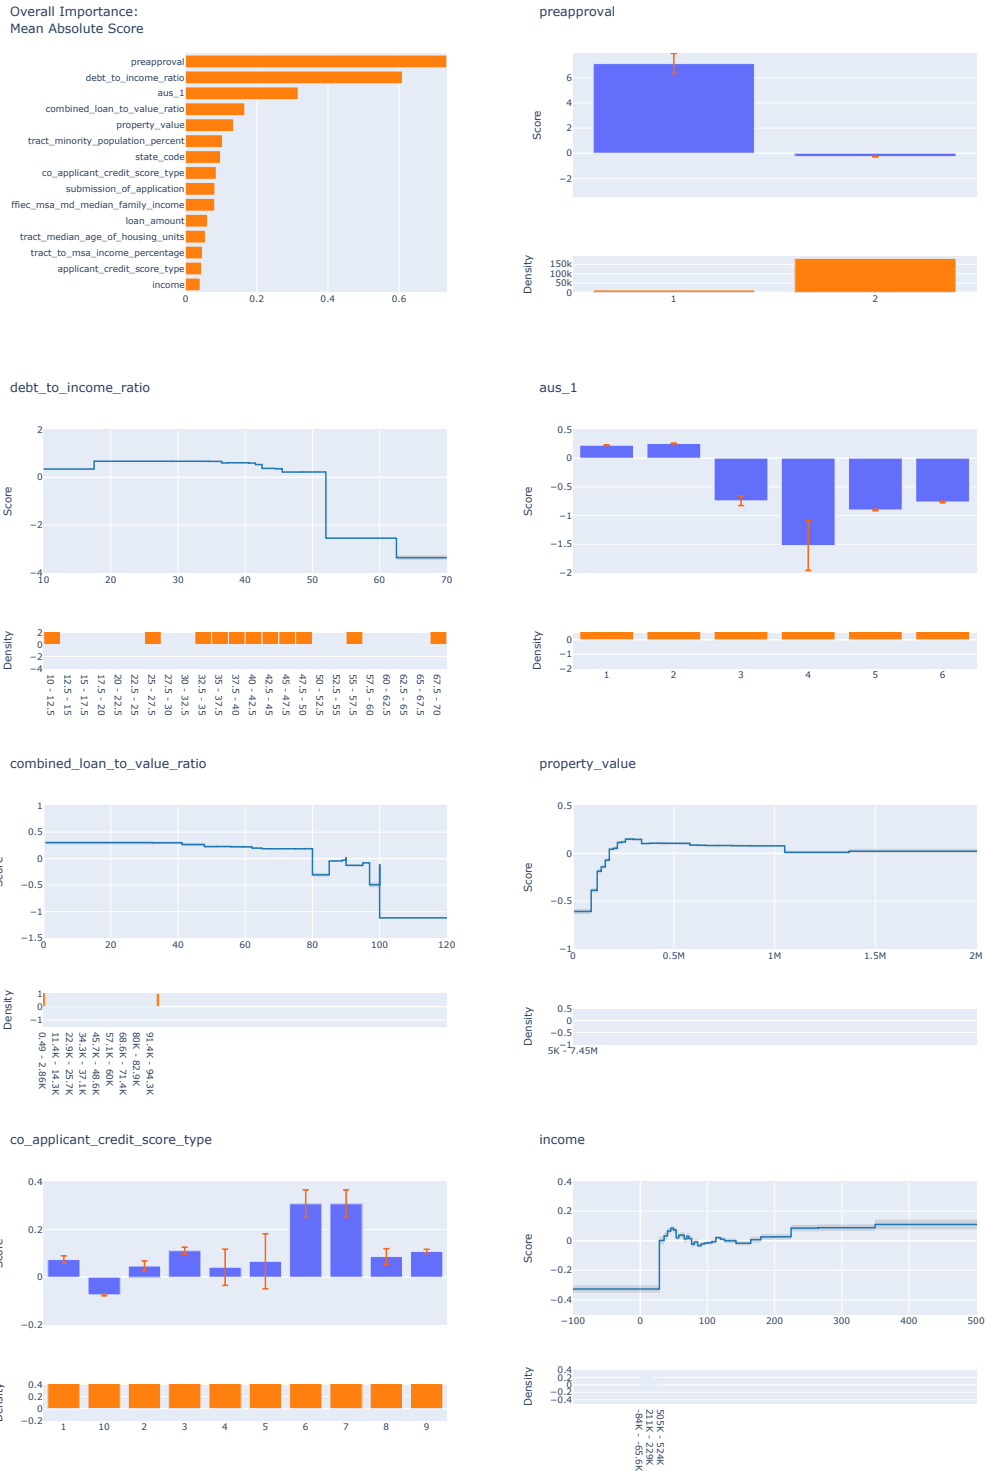 Overall Importance:
Mean Absolute Score
preapproval
debt_to_income_ratio
aus_1
combined_loan_to_value_ratio
property_value
tract_minority_population_percent
state_code
co_applicant_credit_score_type
submission_of_application
ffiec_msa_md_median_family_income
loan_amount
tract_median_age_of_housing_units
tract_to_msa_income_percentage
applicant_credit_score_type
income
0 0.2 0.4 0.6
preapproval
Score
6
4
2
0
−2
Density
150k
100k
50k
0
1 2
debt_to_income_ratio
Score
2
0
−2
−4
10 20 30 40 50 60 70
Density
2
0
−2
−4
10 - 12.5
12.5 - 15
15 - 17.5
17.5 - 20
20 - 22.5
22.5 - 25
25 - 27.5
27.5 - 30
30 - 32.5
32.5 - 35
35 - 37.5
37.5 - 40
40 - 42.5
42.5 - 45
45 - 47.5
47.5 - 50
50 - 52.5
52.5 - 55
55 - 57.5
57.5 - 60
60 - 62.5
62.5 - 65
65 - 67.5
67.5 - 70
aus_1
Score
0.5
0
−0.5
−1
−1.5
−2
Density
0
−1
−2
1 2 3 4 5 6
combined_loan_to_value_ratio
Score
1
0.5
0
−0.5
−1
−1.5
0 20 40 60 80 100 120
Density
1
0
−1
0.49 - 2.86K
11.4K - 14.3K
22.9K - 25.7K
34.3K - 37.1K
45.7K - 48.6K
57.1K - 60K
68.6K - 71.4K
80K - 82.9K
91.4K - 94.3K
property_value
Score
0.5
0
−0.5
−1
0 0.5M 1M 1.5M 2M
Density
0.5
0
−0.5
−1
5K - 7.45M
co_applicant_credit_score_type
Score
0.4
0.2
0
−0.2
Density
0.4
0.2
0
−0.2
1 10 2 3 4 5 6 7 8 9
income
Score
0.4
0.2
0
−0.2
−0.4
−100 0 100 200 300 400 500
Density
0.4
0.2
0
−0.2
−0.4
-84K - -65.6K
211K - 229K
505K - 524K